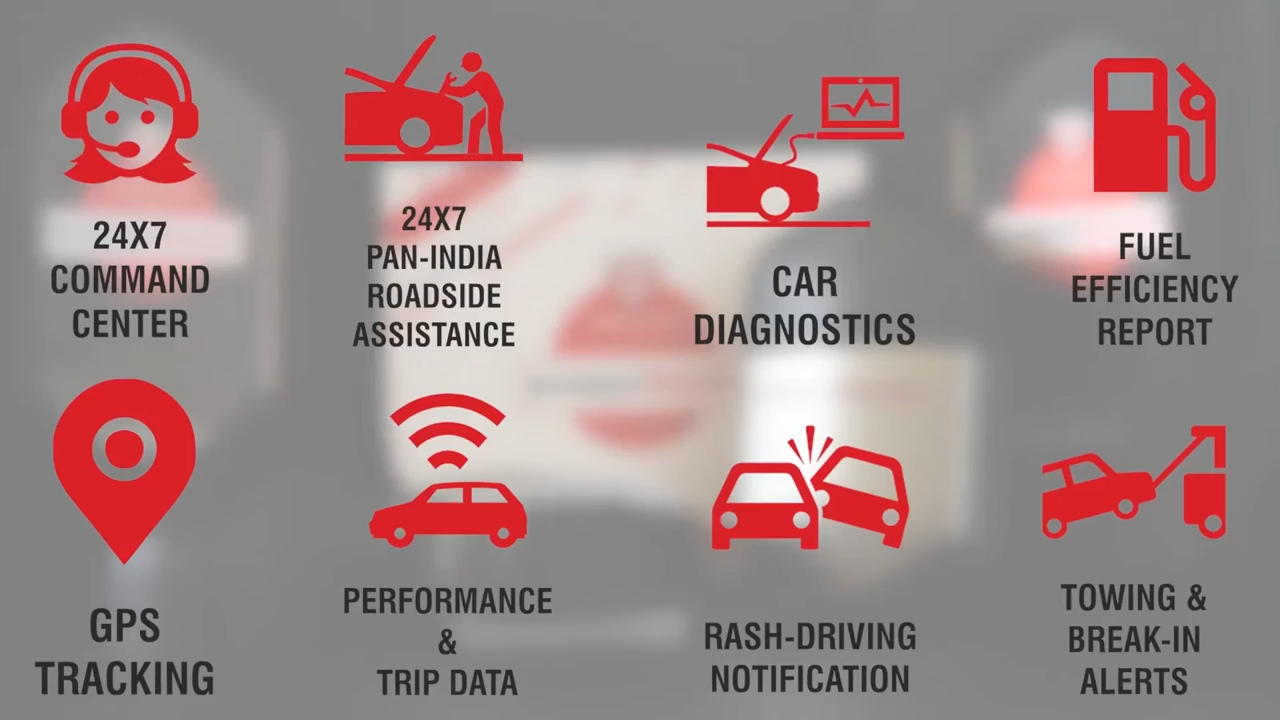 24X7
COMMAND
CENTER
24X7
PAN-INDIA
ROADSIDE
ASSISTANCE
CAR
DIAGNOSTICS
FUEL
EFFICIENCY
REPORT
GPS
TRACKING
PERFORMANCE
&
TRIP DATA
RASH-DRIVING
NOTIFICATION
TOWING &
BREAK-IN
ALERTS